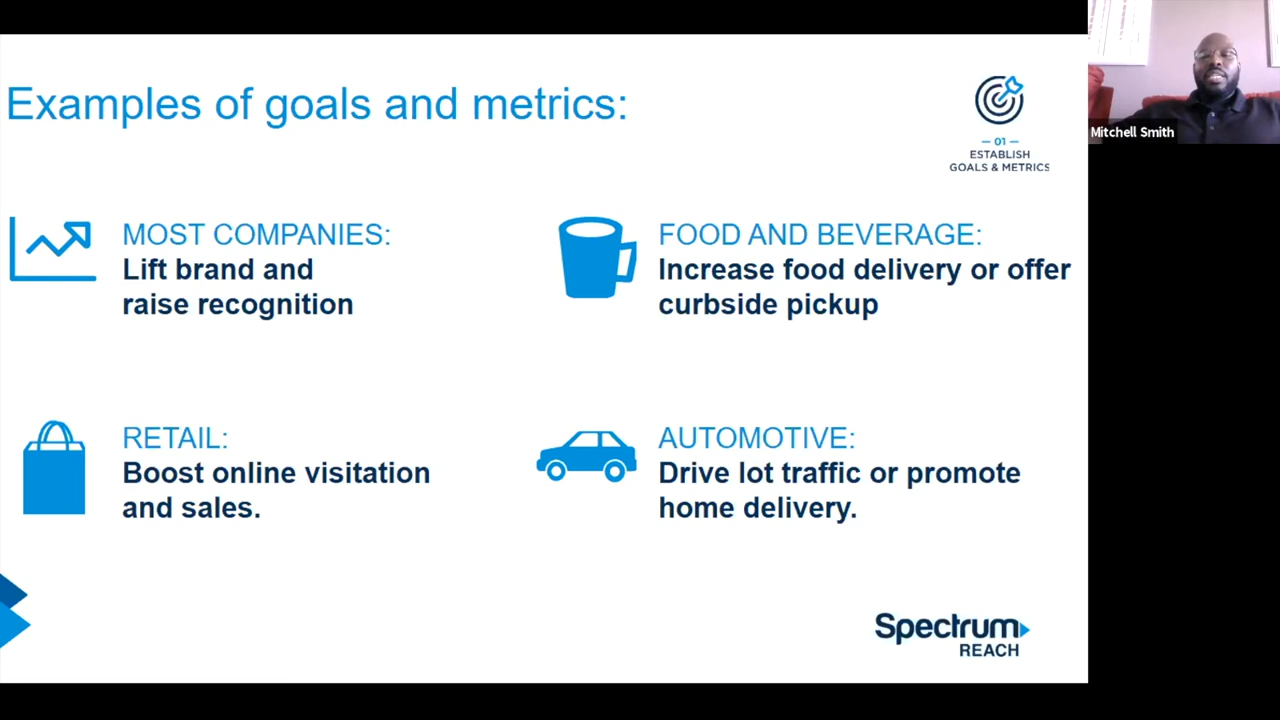 Examples of goals and metrics:
— 01 —
ESTABLISH
GOALS & METRICS
Mitchell Smith
MOST COMPANIES:
Lift brand and
raise recognition
FOOD AND BEVERAGE:
Increase food delivery or offer
curbside pickup
RETAIL:
Boost online visitation
and sales.
AUTOMOTIVE:
Drive lot traffic or promote
home delivery.
Spectrum
REACH